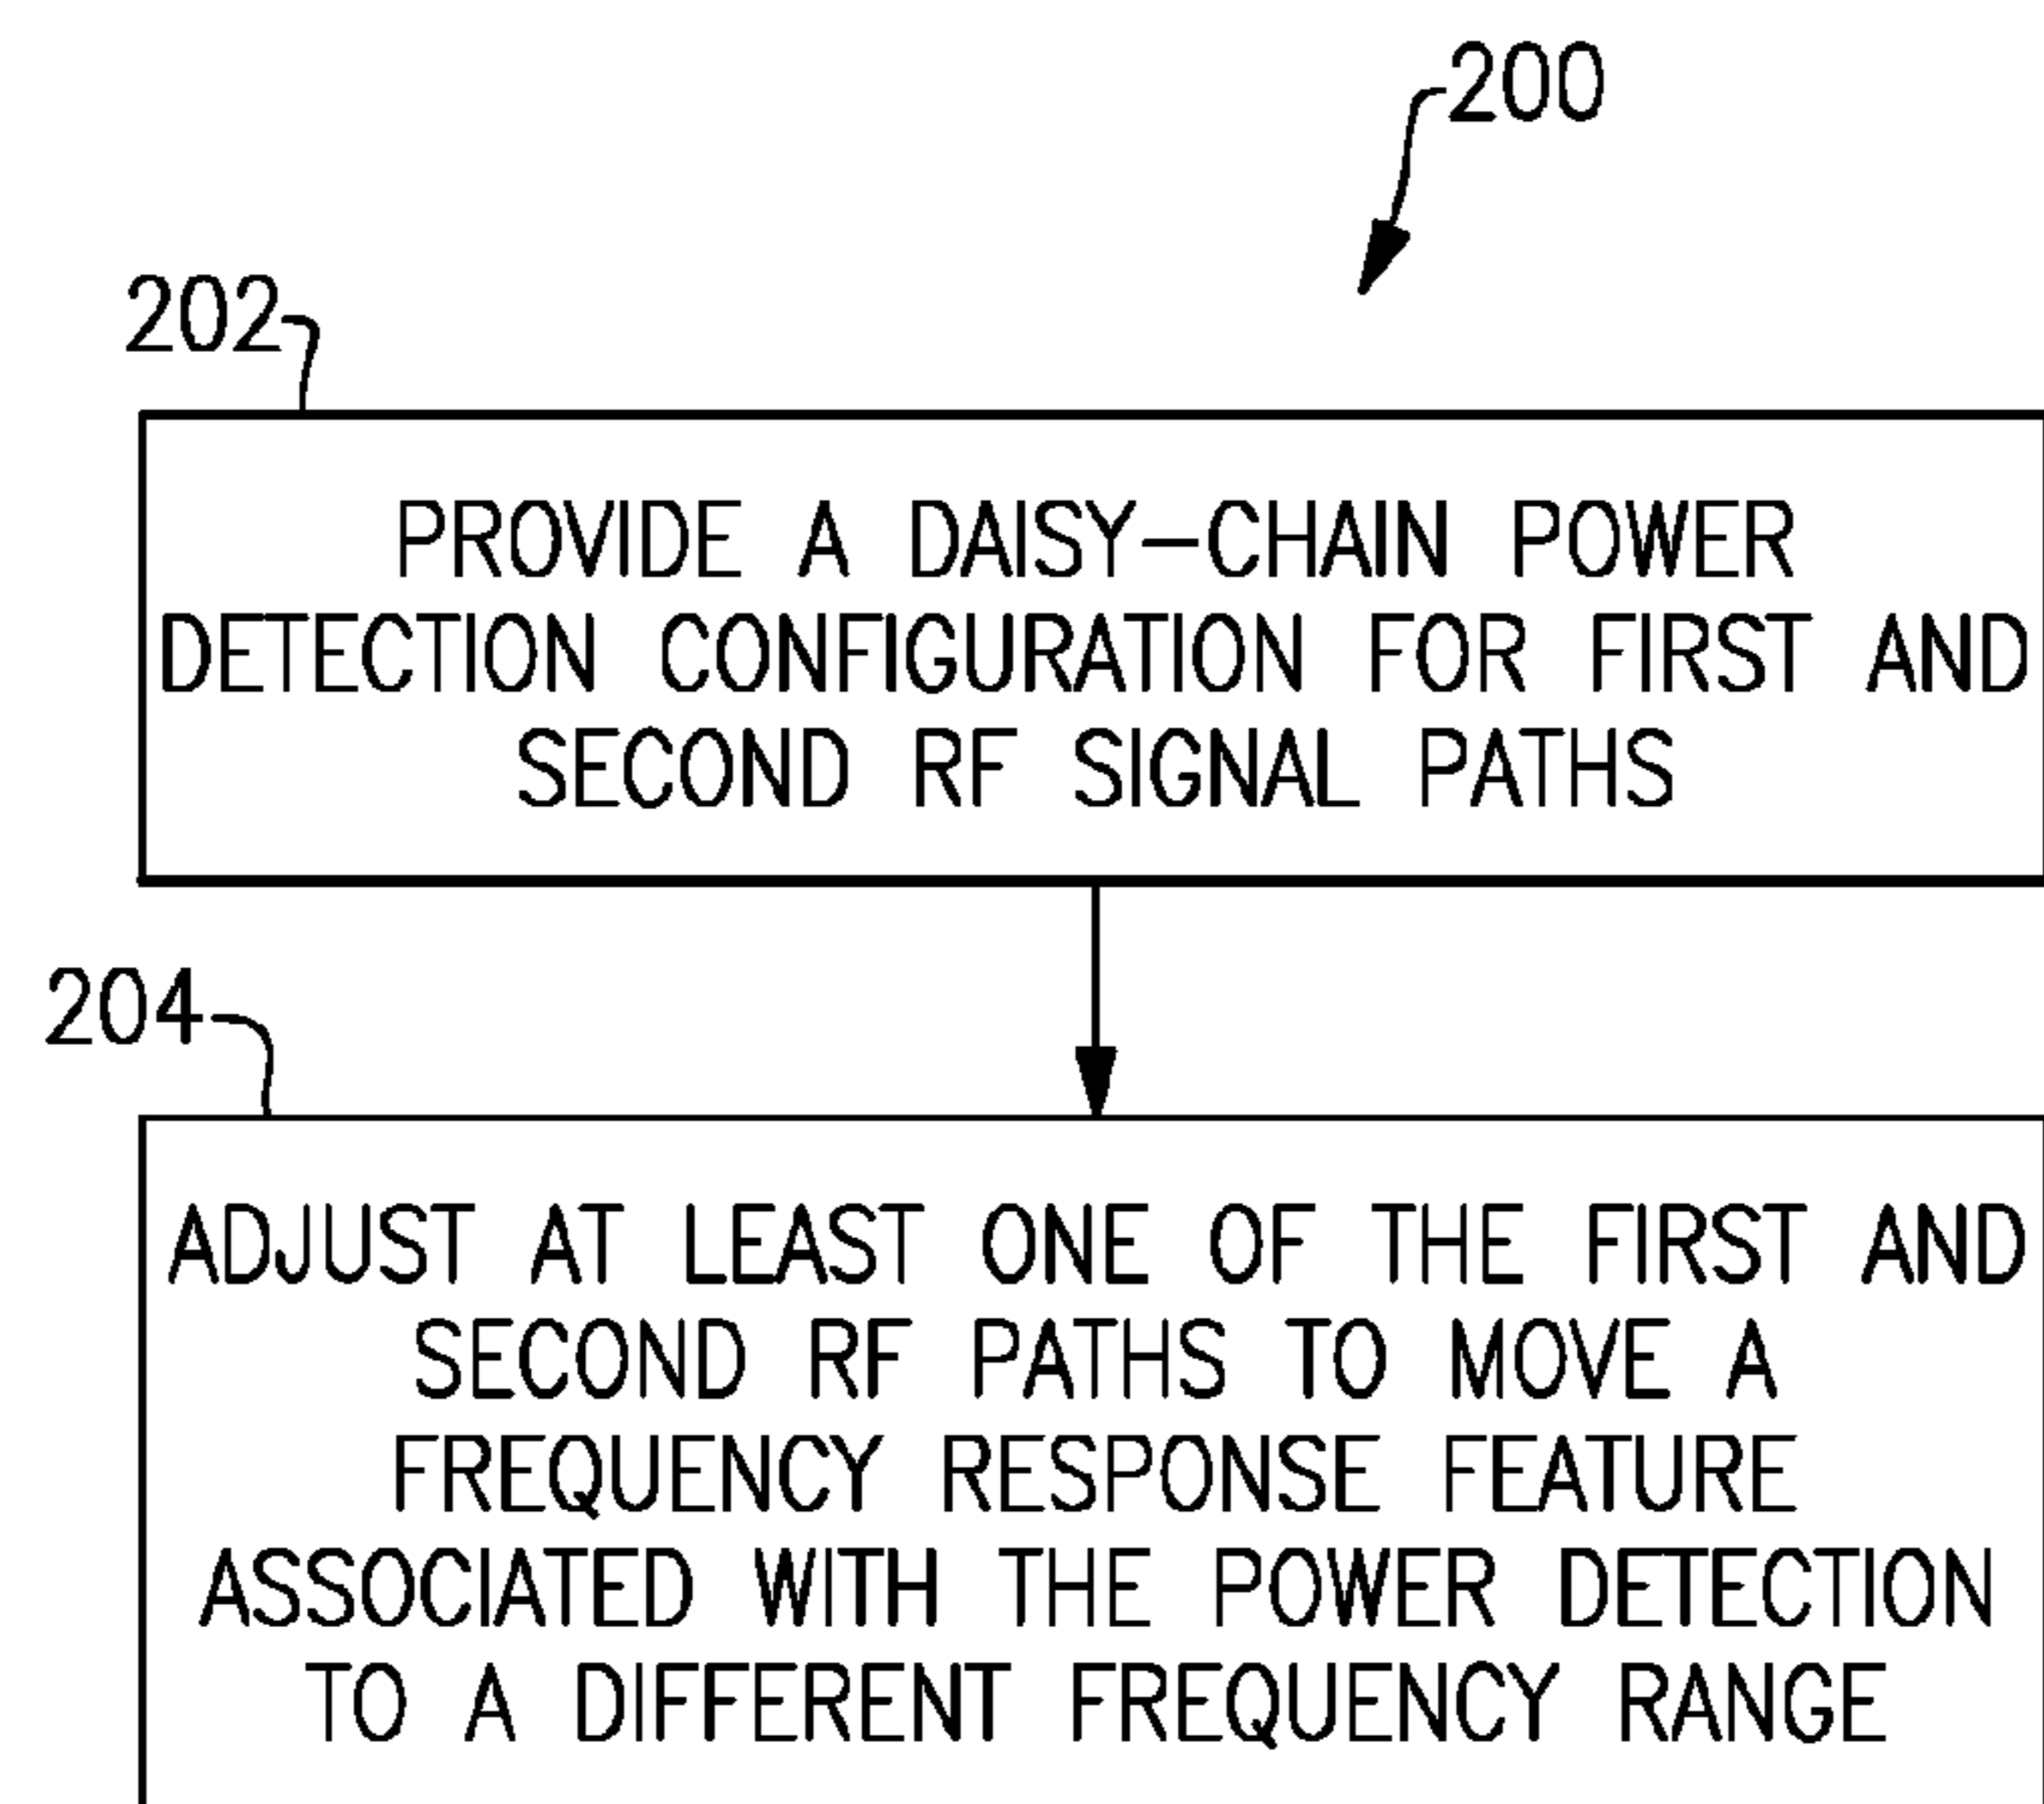 200
202
PROVIDE A DAISY-CHAIN POWER
DETECTION CONFIGURATION FOR FIRST AND
SECOND RF SIGNAL PATHS
204
ADJUST AT LEAST ONE OF THE FIRST AND
SECOND RF PATHS TO MOVE A
FREQUENCY RESPONSE FEATURE
ASSOCIATED WITH THE POWER DETECTION
TO A DIFFERENT FREQUENCY RANGE